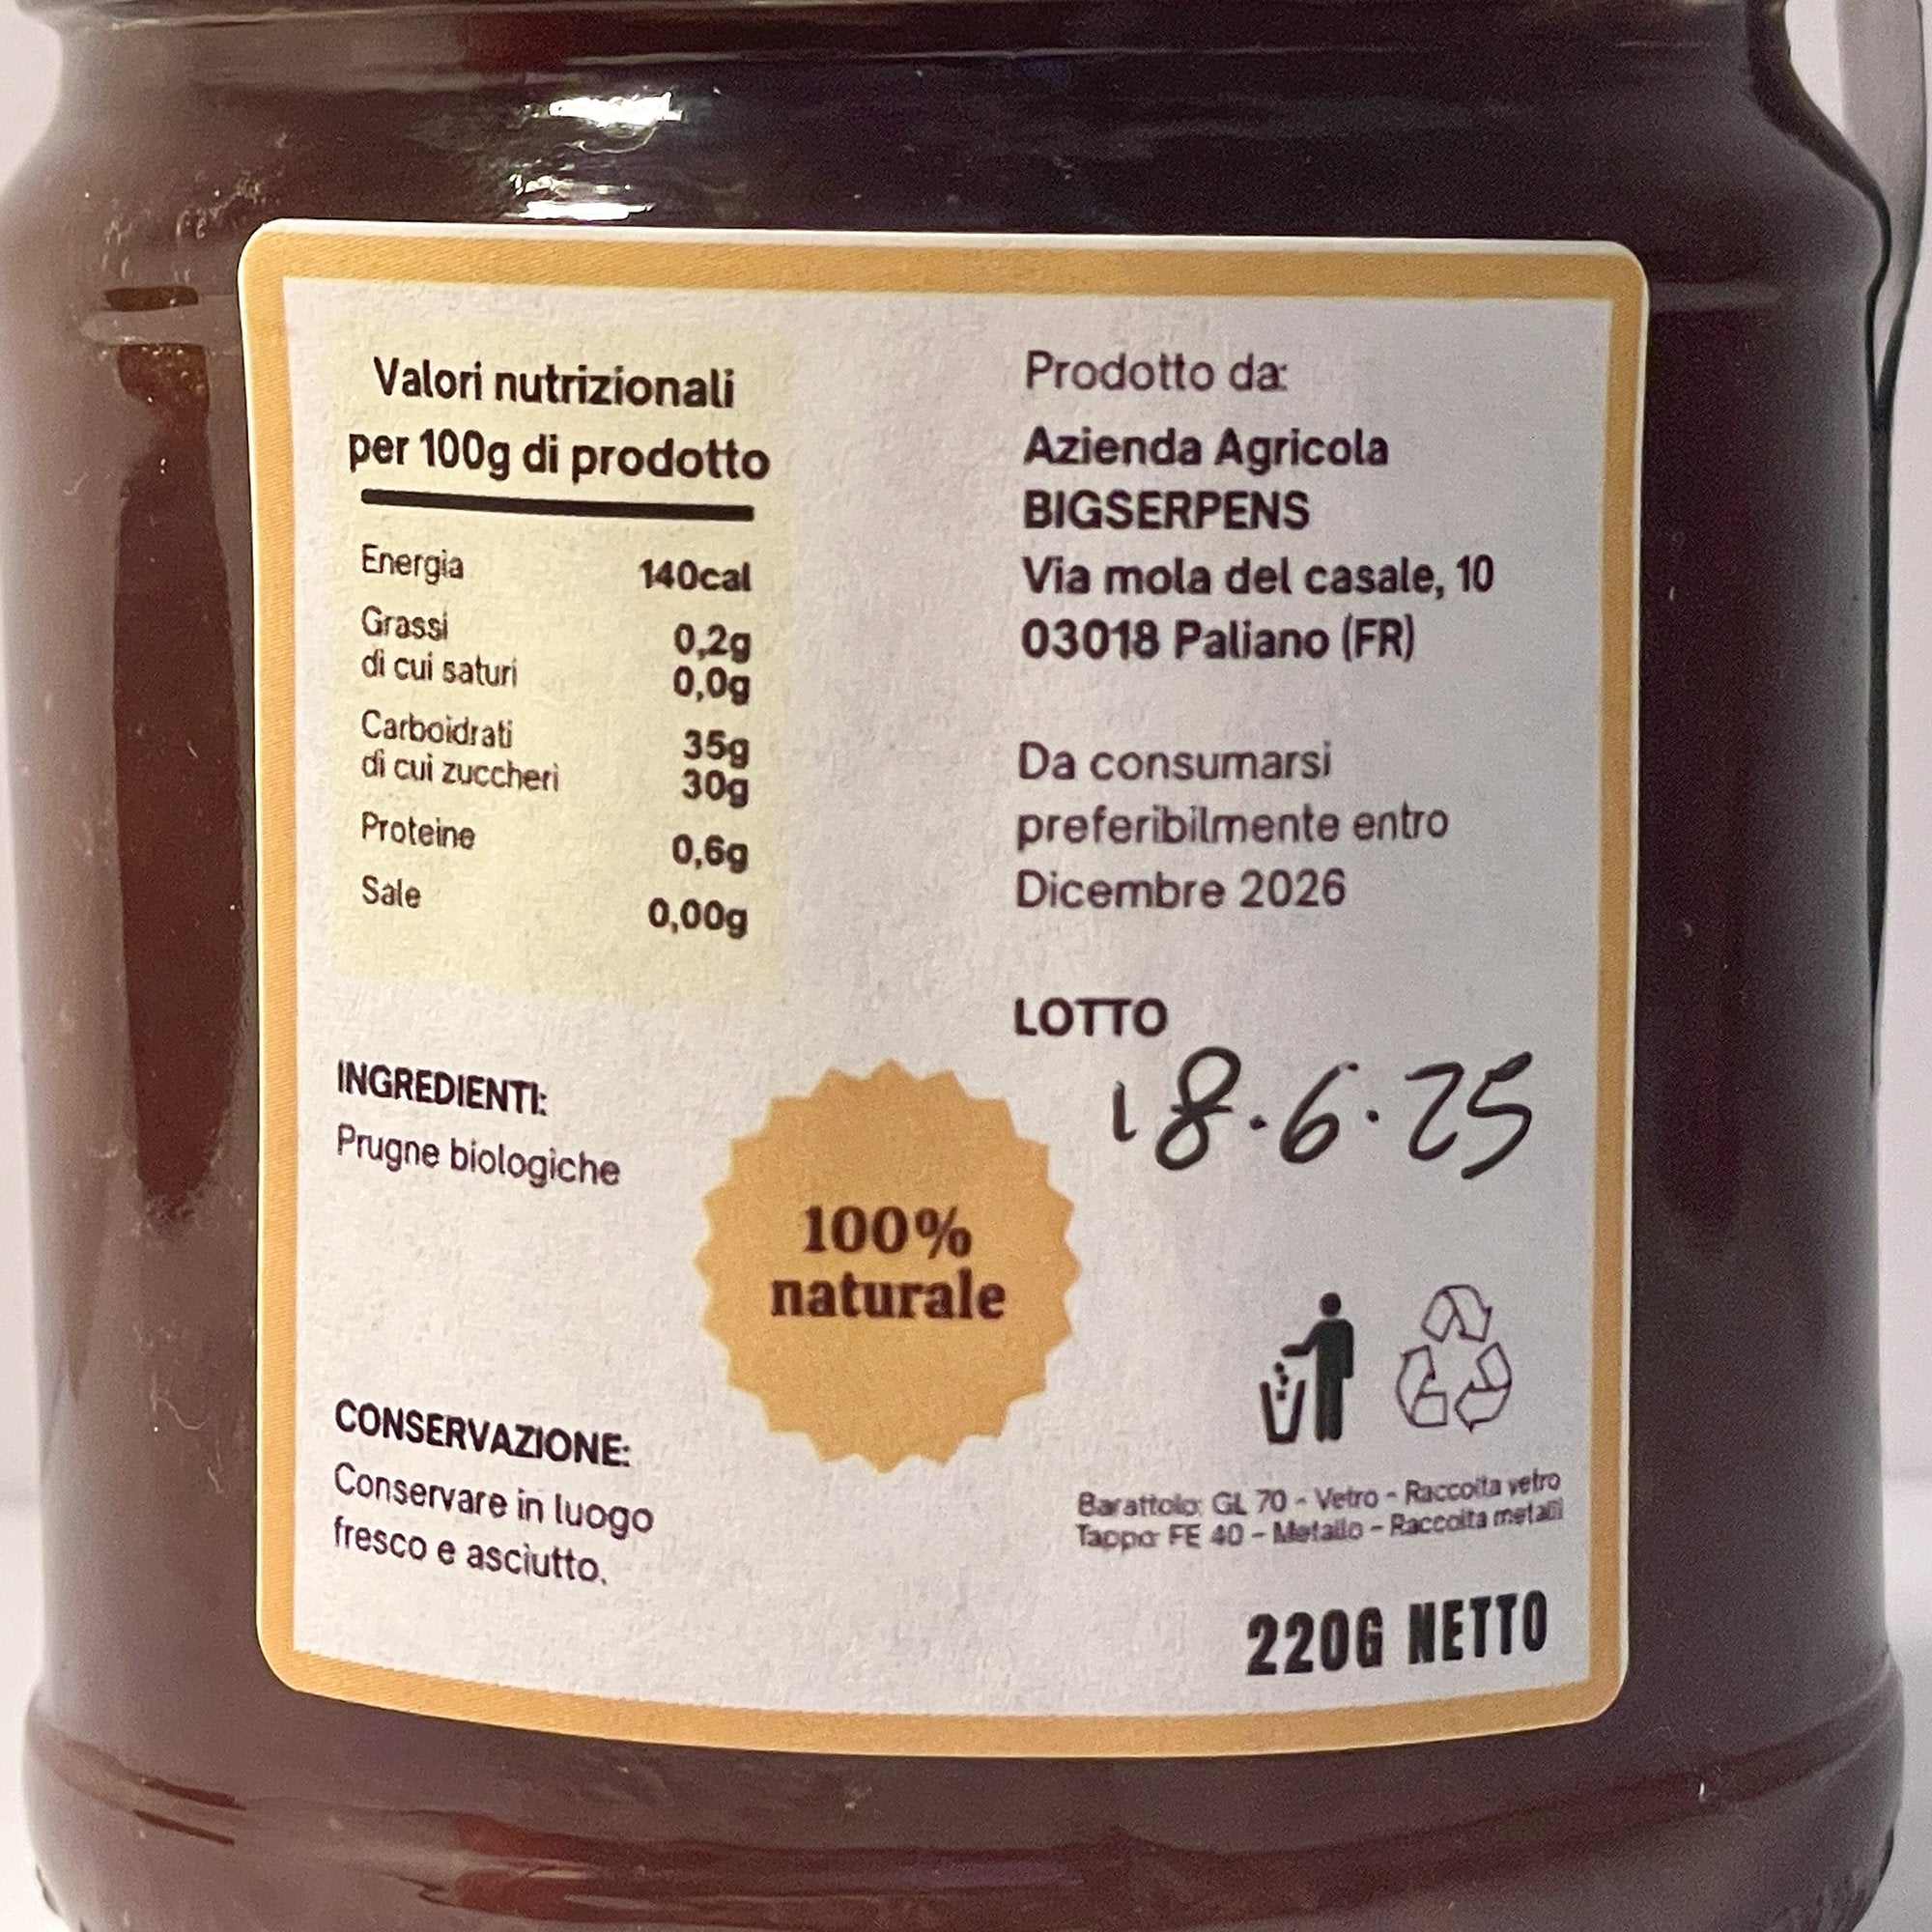 Valori nutrizionali
per 100g di prodotto
Energia 140cal
Grassi 0,2g
di cui saturi 0,0g
Carboidrati 35g
di cui zuccheri 30g
Proteine 0,6g
Sale 0,00g
INGREDIENTI:
Prugne biologiche
CONSERVAZIONE:
Conservare in luogo
fresco e asciutto.
100%
naturale
Prodotto da:
Azienda Agricola
BIGSERPENS
Via mola del casale, 10
03018 Paliano (FR)
Da consumarsi
preferibilmente entro
Dicembre 2026
LOTTO
18.6.25
Barattolo: GL 70 - Vetro - Raccolta vetro
Tappo: FE 40 - Metallo - Raccolta metalli
220G NETTO